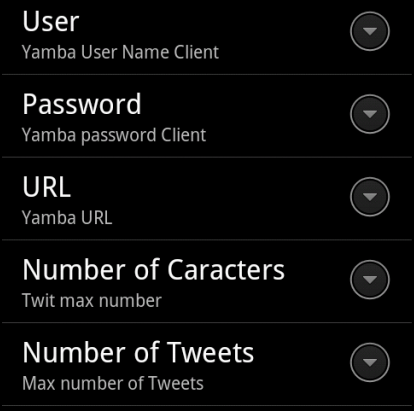 User
Yamba User Name Client
Password
Yamba password Client
URL
Yamba URL
Number of Caracters
Twit max number
Number of Tweets
Max number of Tweets